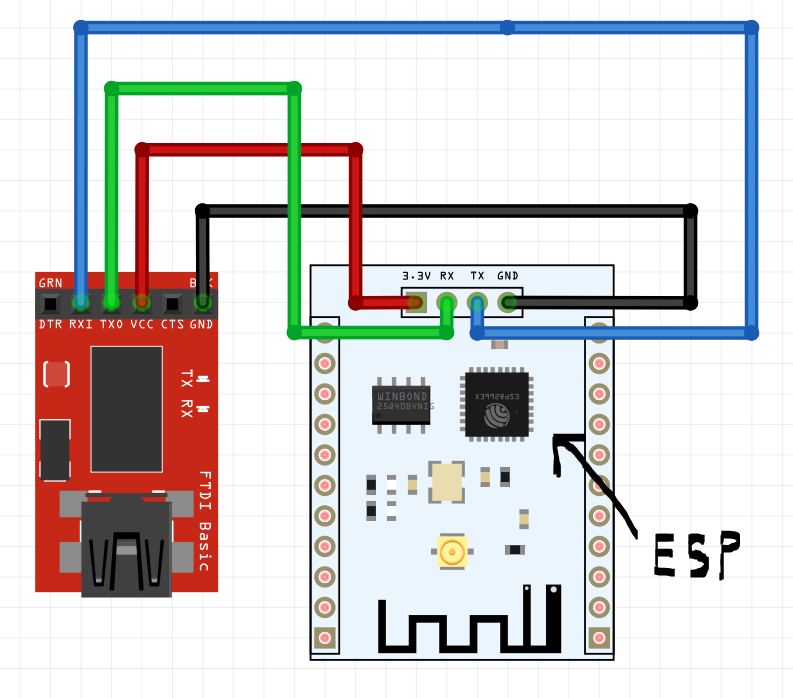 GRN
BLK
DTR RXI TXO VCC CTS GND
3.3V RX TX GND
TX
RX
WINBOND
25Q40BVNIG
FTDI Basic
ESP